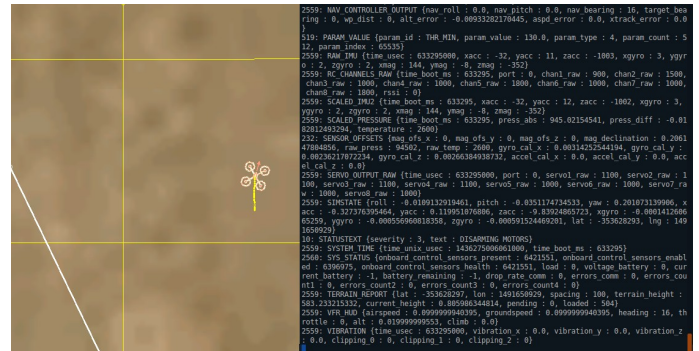 2559: NAV_CONTROLLER_OUTPUT {nav_roll : 0.0, nav_pitch : 0.0, nav_bearing : 16, target_bea
ring : 0, wp_dist : 0, alt_error : -0.00933282170445, aspd_error : 0.0, xtrack_error : 0.0
}
519: PARAM_VALUE {param_id : THR_MIN, param_value : 130.0, param_type : 4, param_count : 5
12, param_index : 65535}
2559: RAW_IMU {time_usec : 633295000, xacc : -32, yacc : 11, zacc : -1003, xgyro : 3, ygyr
o : 2, zgyro : 2, xmag : 144, ymag : -8, zmag : -352}
2559: RC_CHANNELS_RAW {time_boot_ms : 633295, port : 0, chan1_raw : 900, chan2_raw : 1500,
chan3_raw : 1000, chan4_raw : 1000, chan5_raw : 1800, chan6_raw : 1000, chan7_raw : 1000,
chan8_raw : 1800, rssi : 0}
2559: SCALED_IMU2 {time_boot_ms : 633295, xacc : -32, yacc : 12, zacc : -1002, xgyro : 3,
ygyro : 2, zgyro : 2, xmag : 144, ymag : -8, zmag : -352}
2559: SCALED_PRESSURE {time_boot_ms : 633295, press_abs : 945.02154541, press_diff : -0.01
82812493294, temperature : 2600}
232: SENSOR_OFFSETS {mag_ofs_x : 0, mag_ofs_y : 0, mag_ofs_z : 0, mag_declination : 0.2061
47804856, raw_press : 94502, raw_temp : 2600, gyro_cal_x : 0.00314252544194, gyro_cal_y :
0.00236217072234, gyro_cal_z : 0.00266384938732, accel_cal_x : 0.0, accel_cal_y : 0.0, acc
el_cal_z : 0.0}
2559: SERVO_OUTPUT_RAW {time_usec : 633295000, port : 0, servo1_raw : 1100, servo2_raw : 1
100, servo3_raw : 1100, servo4_raw : 1100, servo5_raw : 1000, servo6_raw : 1000, servo7_ra
w : 1000, servo8_raw : 1000}
2559: SIMSTATE {roll : -0.0109132919461, pitch : -0.0351174734533, yaw : 0.201073139906, x
acc : -0.327376395464, yacc : 0.119951076806, zacc : -9.83924865723, xgyro : -0.0001412606
65259, ygyro : -0.000556960818358, zgyro : -0.000591524469201, lat : -353628293, lng : 149
1650929}
10: STATUSTEXT {severity : 3, text : DISARMING MOTORS}
2559: SYSTEM_TIME {time_unix_usec : 1436275006061000, time_boot_ms : 633295}
2560: SYS_STATUS {onboard_control_sensors_present : 6421551, onboard_control_sensors_enabl
ed : 6396975, onboard_control_sensors_health : 6421551, load : 0, voltage_battery : 0, cur
rent_battery : -1, battery_remaining : -1, drop_rate_comm : 0, errors_comm : 0, errors_cou
nt1 : 0, errors_count2 : 0, errors_count3 : 0, errors_count4 : 0}
2559: TERRAIN_REPORT {lat : -353628297, lon : 1491650929, spacing : 100, terrain_height :
583.233215332, current_height : 0.805986344814, pending : 0, loaded : 504}
2559: VFR_HUD {airspeed : 0.0999999940395, groundspeed : 0.0999999940395, heading : 16, th
rottle : 0, alt : 0.019999999553, climb : 0.0}
2559: VIBRATION {time_usec : 633295000, vibration_x : 0.0, vibration_y : 0.0, vibration_z
: 0.0, clipping_0 : 0, clipping_1 : 0, clipping_2 : 0}